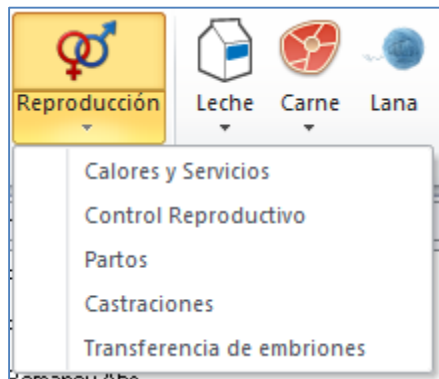 Reproducción Leche Carne Lana
Calores y Servicios
Control Reproductivo
Partos
Castraciones
Transferencia de embriones